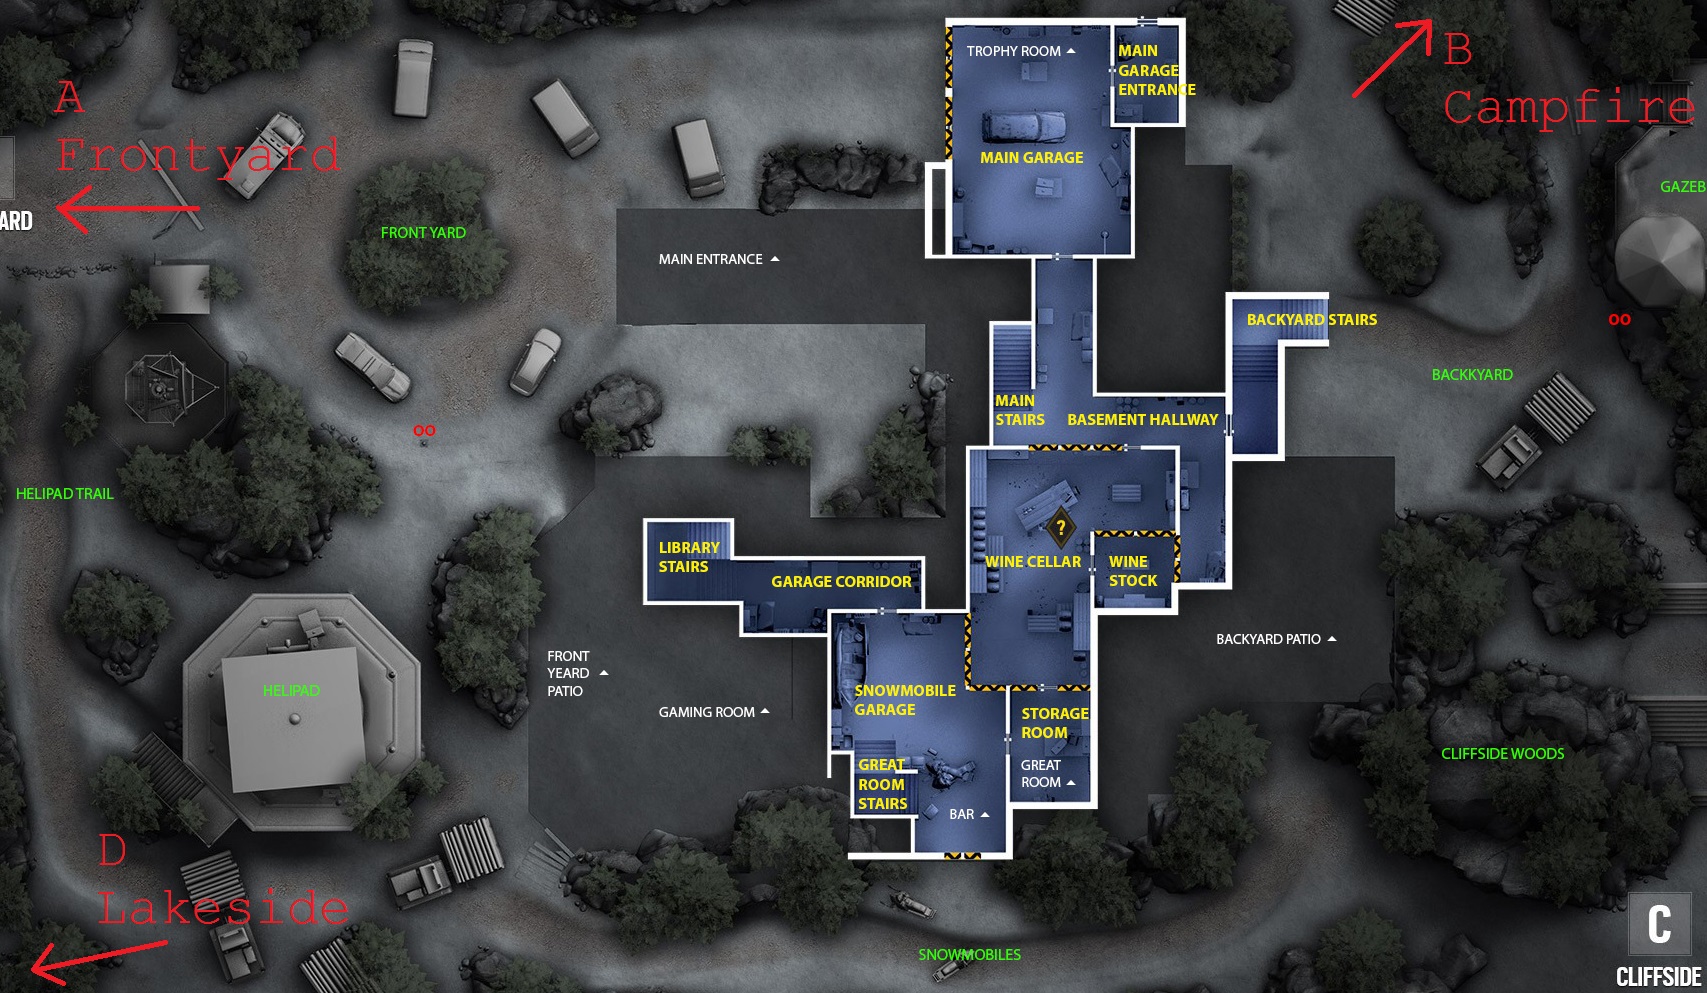 A
Frontyard
ARD
FRONT YARD
HELIPAD TRAIL
HELIPAD
D
Lakeside
MAIN ENTRANCE
OO
LIBRARY
STAIRS
GARAGE CORRIDOR
FRONT
YEARD
PATIO
GAMING ROOM
TROPHY ROOM
MAIN
GARAGE
ENTRANCE
MAIN GARAGE
MAIN
STAIRS
BASEMENT HALLWAY
BACKYARD STAIRS
?
WINE CELLAR
WINE
STOCK
SNOWMOBILE
GARAGE
STORAGE
ROOM
GREAT
ROOM
STAIRS
GREAT
ROOM
BAR
SNOWMOBILES
B
Campfire
GAZEB
OO
BACKKYARD
BACKYARD PATIO
CLIFFSIDE WOODS
C
CLIFFSIDE